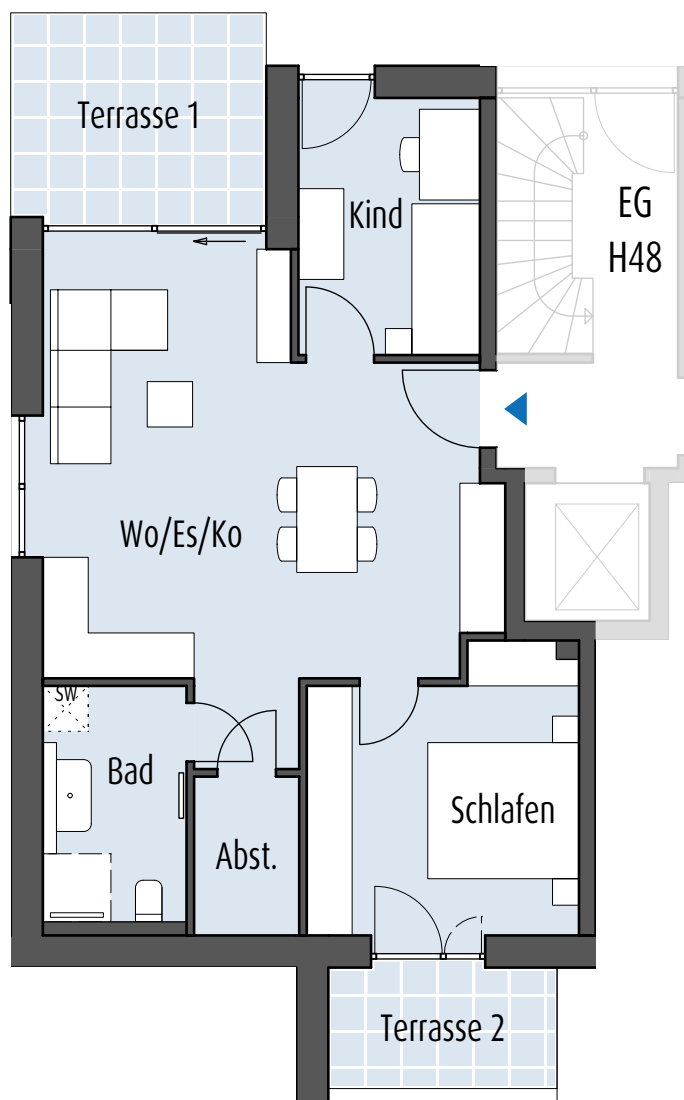 Terrasse 1
Kind
EG
H48
Wo/Es/Ko
SW
Bad
Schlafen
Abst.
Terrasse 2